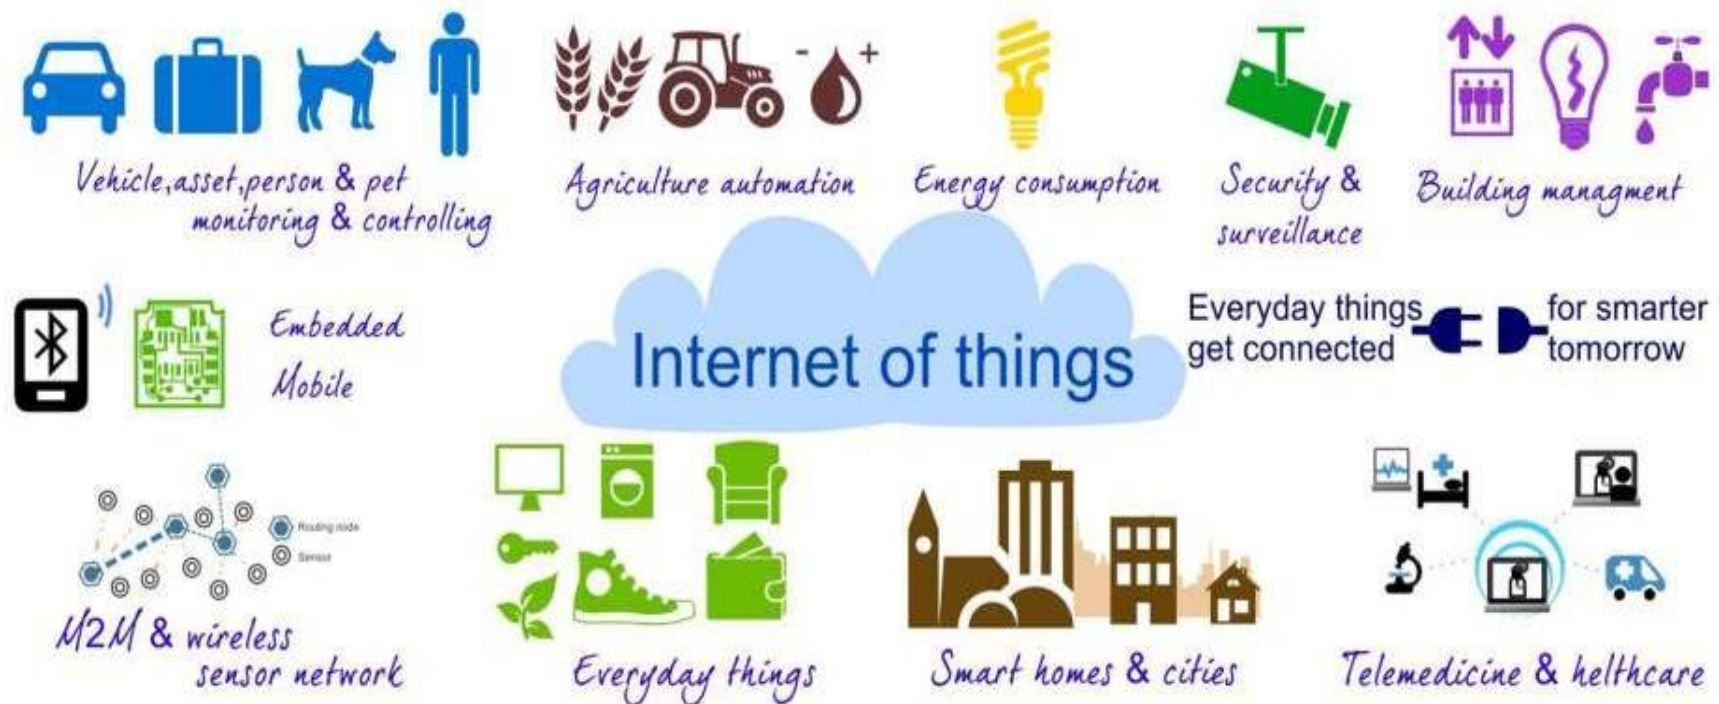 Vehicle,asset,person & pet
monitoring & controlling
Agriculture automation
Energy consumption
Security &
surveillance
Building managment
Embedded
Mobile
Internet of things
Everyday things
get connected
for smarter
tomorrow
Routing node
Sensor
M2M & wireless
sensor network
Everyday things
Smart homes & cities
Telemedicine & helthcare